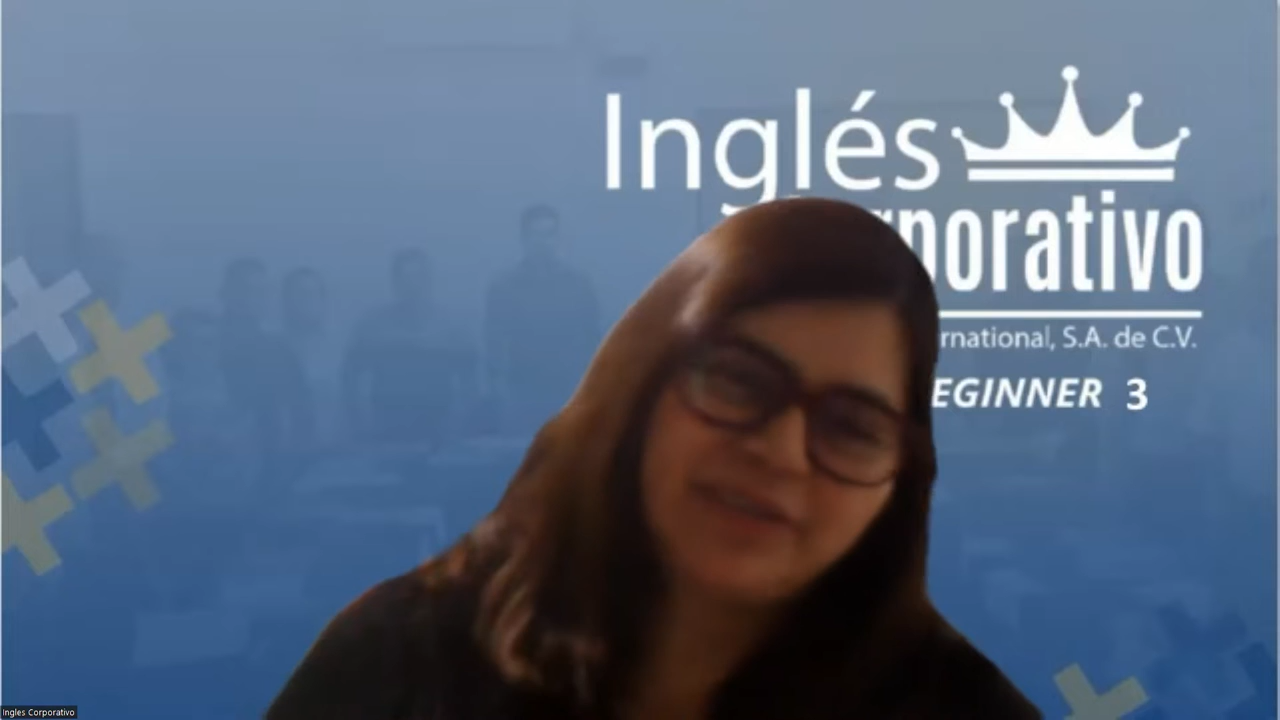 Inglés
rporativo
rnational, S.A. de C.V.
EGINNER 3
Ingles Corporativo